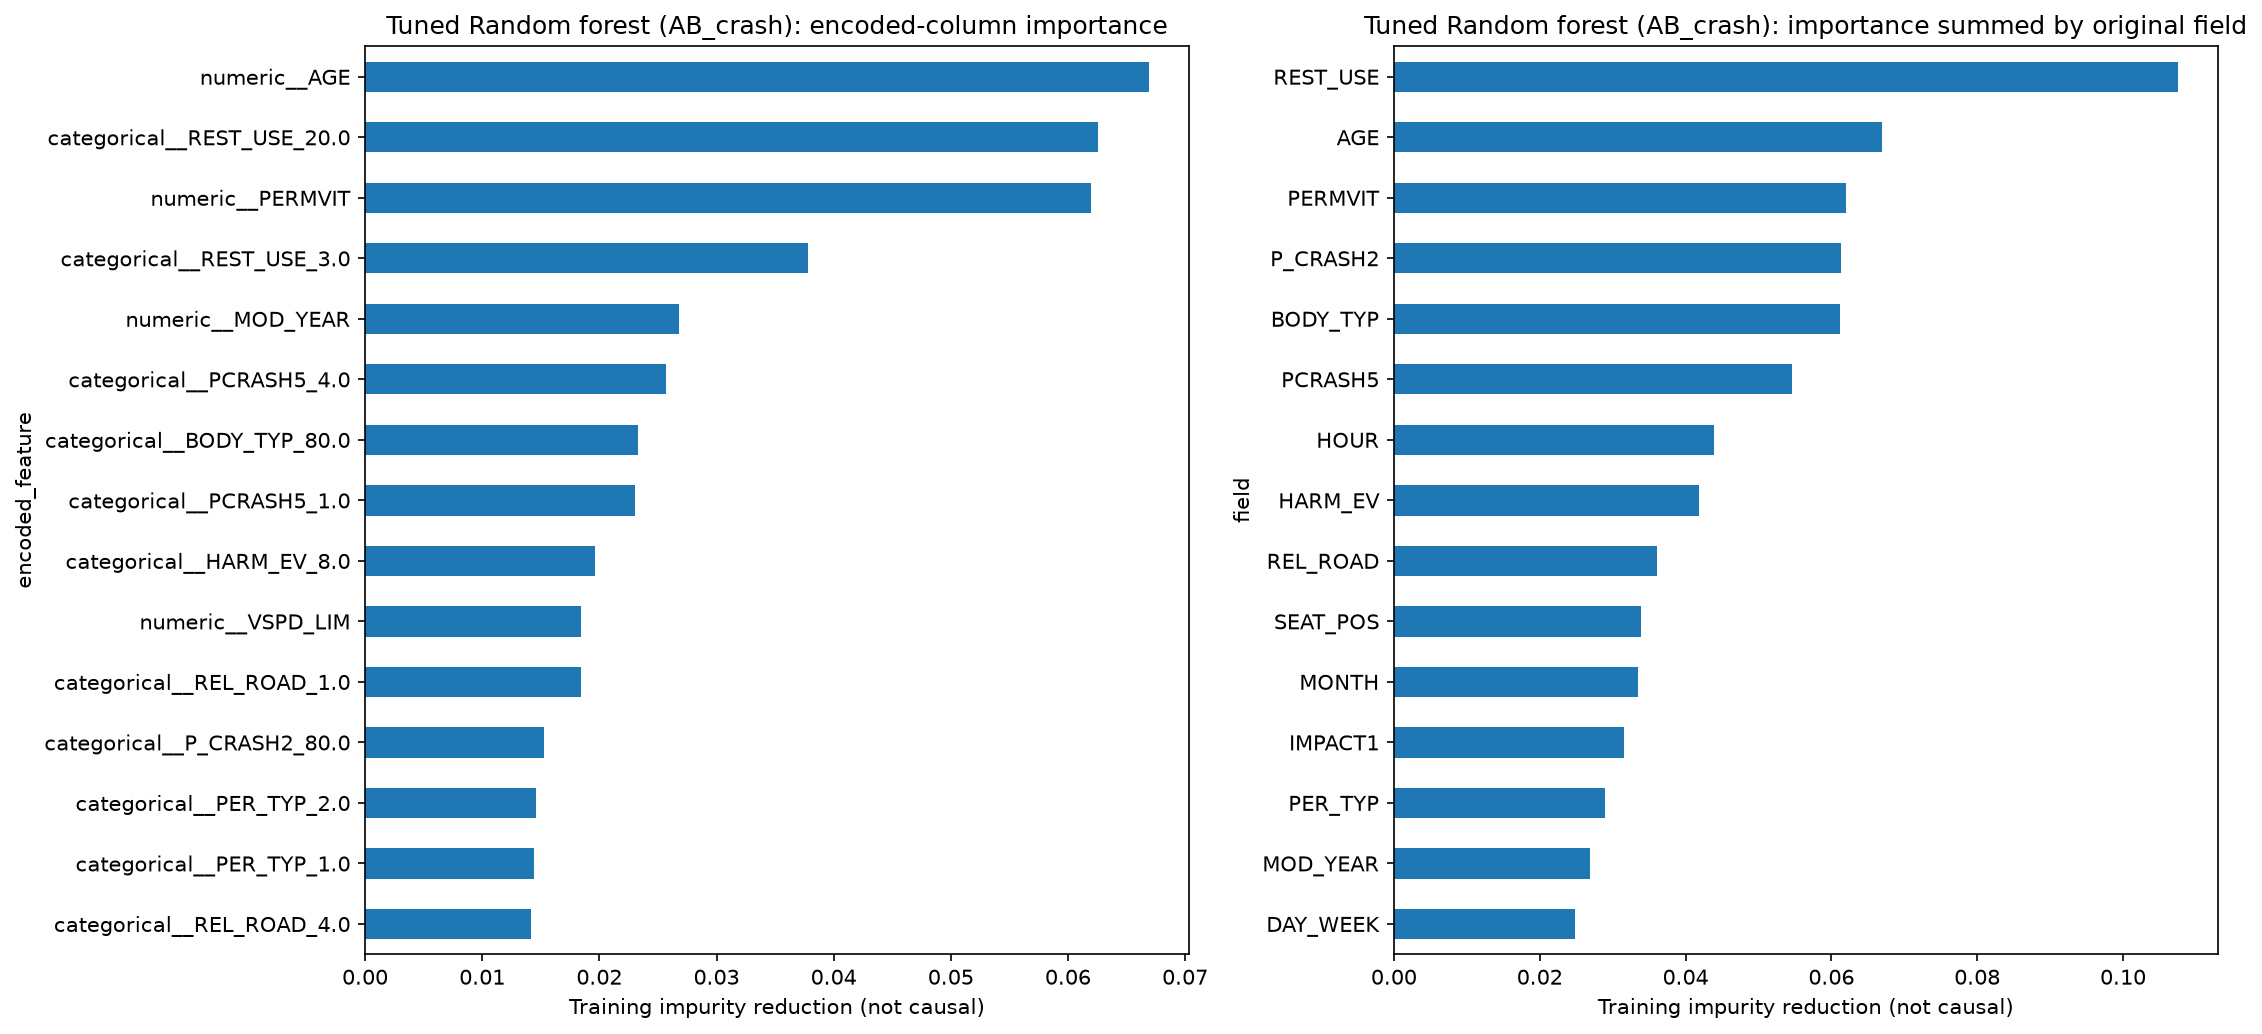 Tuned Random forest (AB_crash): encoded-column importance
encoded_feature
numeric__AGE
categorical__REST_USE_20.0
numeric__PERMVIT
categorical__REST_USE_3.0
numeric__MOD_YEAR
categorical__PCRASH5_4.0
categorical__BODY_TYP_80.0
categorical__PCRASH5_1.0
categorical__HARM_EV_8.0
numeric__VSPD_LIM
categorical__REL_ROAD_1.0
categorical__P_CRASH2_80.0
categorical__PER_TYP_2.0
categorical__PER_TYP_1.0
categorical__REL_ROAD_4.0
0.00 0.01 0.02 0.03 0.04 0.05 0.06 0.07
Training impurity reduction (not causal)
Tuned Random forest (AB_crash): importance summed by original field
field
REST_USE
AGE
PERMVIT
P_CRASH2
BODY_TYP
PCRASH5
HOUR
HARM_EV
REL_ROAD
SEAT_POS
MONTH
IMPACT1
PER_TYP
MOD_YEAR
DAY_WEEK
0.00 0.02 0.04 0.06 0.08 0.10
Training impurity reduction (not causal)